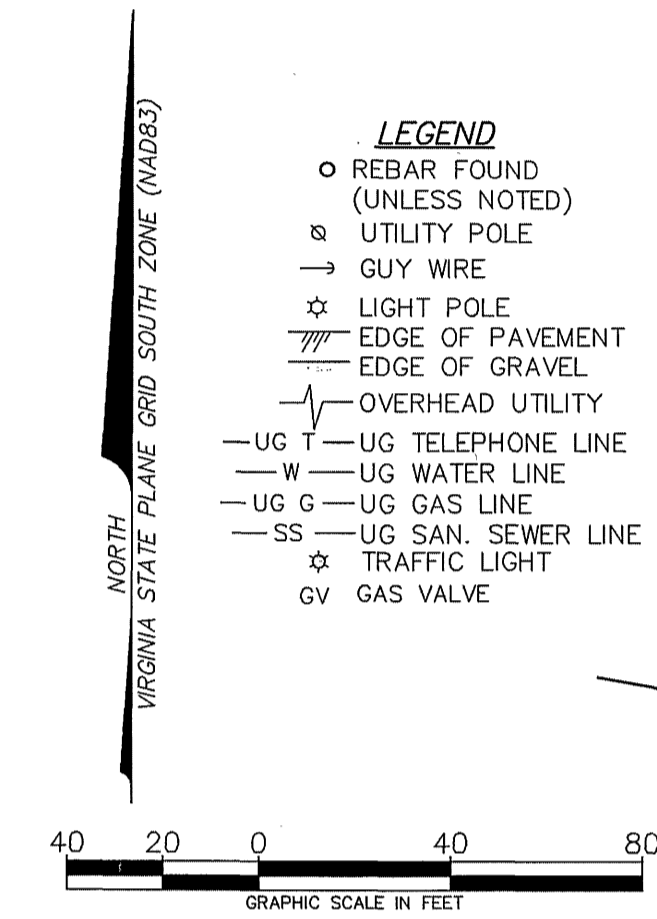 NORTH
VIRGINIA STATE PLANE GRID SOUTH ZONE (NAD83)
LEGEND
REBAR FOUND
(UNLESS NOTED)
UTILITY POLE
GUY WIRE
LIGHT POLE
EDGE OF PAVEMENT
EDGE OF GRAVEL
OVERHEAD UTILITY
UG T UG TELEPHONE LINE
W UG WATER LINE
UG G UG GAS LINE
SS UG SAN. SEWER LINE
TRAFFIC LIGHT
GV GAS VALVE
40 20 0 40 80
GRAPHIC SCALE IN FEET